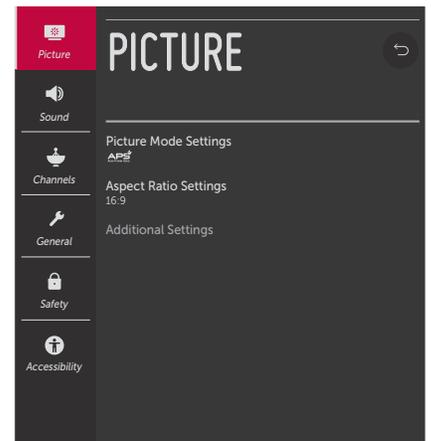 Picture
Sound
Channels
General
Safety
Accessibility
PICTURE
Picture Mode Settings
APS
Aspect Ratio Settings
16:9
Additional Settings